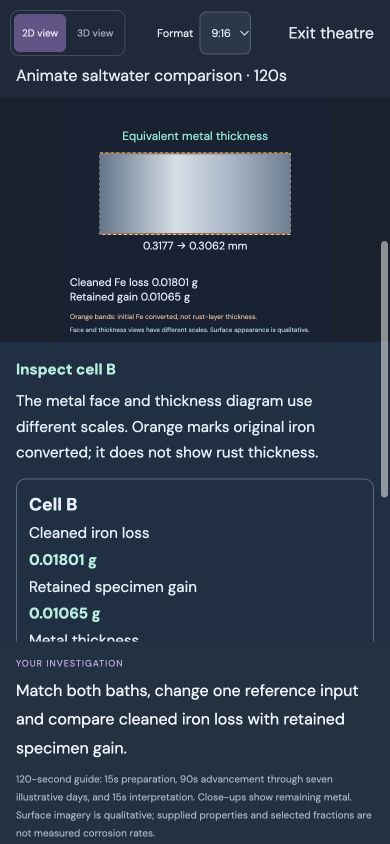 2D view
3D view
Format
9:16
Exit theatre
Animate saltwater comparison · 120s
Equivalent metal thickness
0.3177 → 0.3062 mm
Cleaned Fe loss 0.01801 g
Retained gain 0.01065 g
Orange bands: initial Fe converted, not rust-layer thickness.
Face and thickness views have different scales. Surface appearance is qualitative.
Inspect cell B
The metal face and thickness diagram use
different scales. Orange marks original iron
converted; it does not show rust thickness.
Cell B
Cleaned iron loss
0.01801 g
Retained specimen gain
0.01065 g
Metal thickness
YOUR INVESTIGATION
Match both baths, change one reference input
and compare cleaned iron loss with retained
specimen gain.
120-second guide: 15s preparation, 90s advancement through seven
illustrative days, and 15s interpretation. Close-ups show remaining metal.
Surface imagery is qualitative; supplied properties and selected fractions are
not measured corrosion rates.